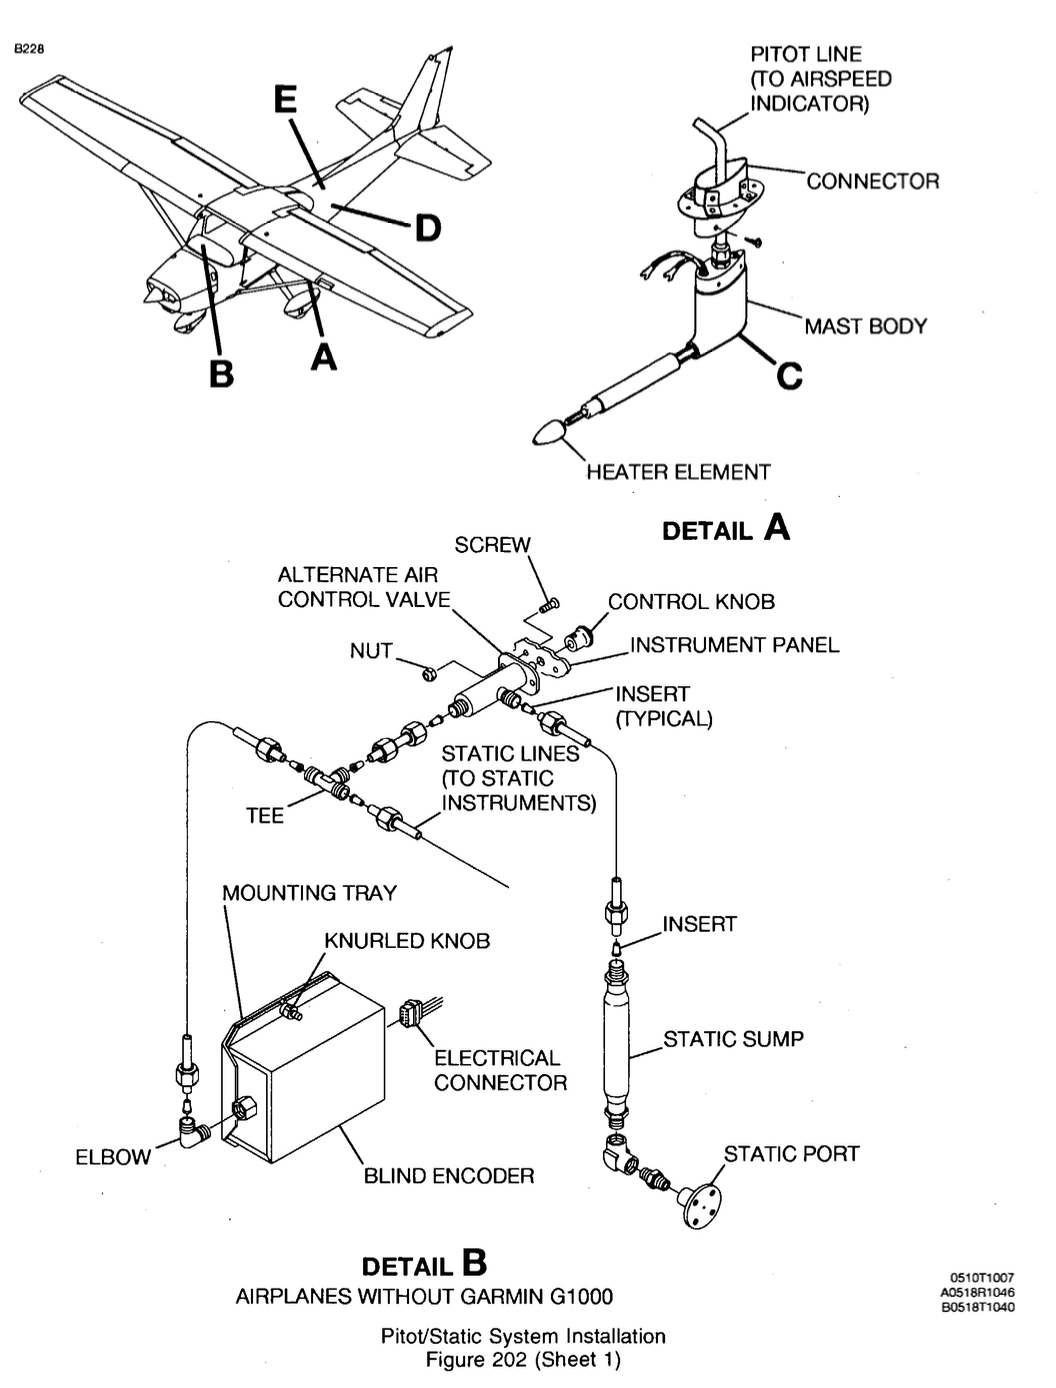 B228
E
D
B
A
PITOT LINE
(TO AIRSPEED
INDICATOR)
CONNECTOR
MAST BODY
C
HEATER ELEMENT
DETAIL A
SCREW
ALTERNATE AIR
CONTROL VALVE
CONTROL KNOB
NUT
INSTRUMENT PANEL
INSERT
(TYPICAL)
STATIC LINES
(TO STATIC
INSTRUMENTS)
TEE
MOUNTING TRAY
KNURLED KNOB
INSERT
STATIC SUMP
ELECTRICAL
CONNECTOR
ELBOW
BLIND ENCODER
STATIC PORT
DETAIL B
AIRPLANES WITHOUT GARMIN G1000
0510T1007
A0518R1046
B0518T1040
Pitot/Static System Installation
Figure 202 (Sheet 1)